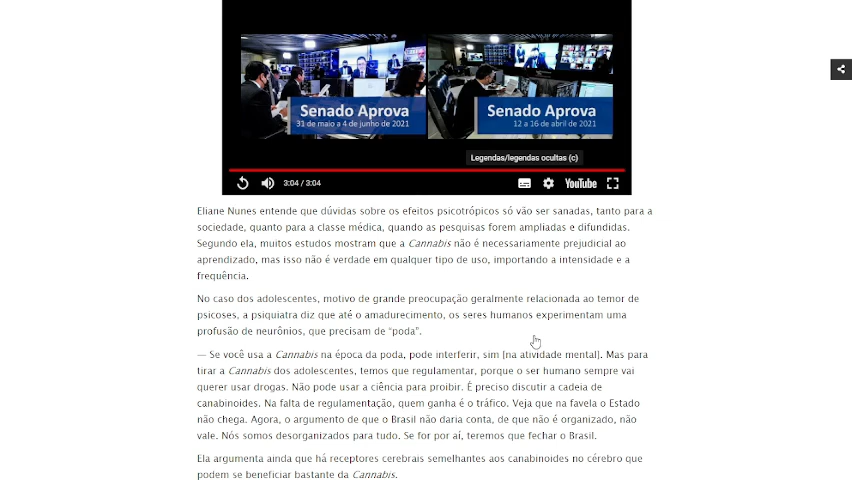 Senado Aprova
31 de maio a 4 de junho de 2021
Senado Aprova
12 a 16 de abril de 2021
Legendas/legendas ocultas (c)
3:04 / 3:04
YouTube
Eliane Nunes entende que dúvidas sobre os efeitos psicotrópicos só vão ser sanadas, tanto para a
sociedade, quanto para a classe médica, quando as pesquisas forem ampliadas e difundidas.
Segundo ela, muitos estudos mostram que a Cannabis não é necessariamente prejudicial ao
aprendizado, mas isso não é verdade em qualquer tipo de uso, importando a intensidade e a
frequência.
No caso dos adolescentes, motivo de grande preocupação geralmente relacionada ao temor de
psicoses, a psiquiatra diz que até o amadurecimento, os seres humanos experimentam uma
profusão de neurônios, que precisam de “poda”.
— Se você usa a Cannabis na época da poda, pode interferir, sim [na atividade mental]. Mas para
tirar a Cannabis dos adolescentes, temos que regulamentar, porque o ser humano sempre vai
querer usar drogas. Não pode usar a ciência para proibir. É preciso discutir a cadeia de
canabinoides. Na falta de regulamentação, quem ganha é o tráfico. Veja que na favela o Estado
não chega. Agora, o argumento de que o Brasil não daria conta, de que não é organizado, não
vale. Nós somos desorganizados para tudo. Se for por aí, teremos que fechar o Brasil.
Ela argumenta ainda que há receptores cerebrais semelhantes aos canabinoides no cérebro que
podem se beneficiar bastante da Cannabis.